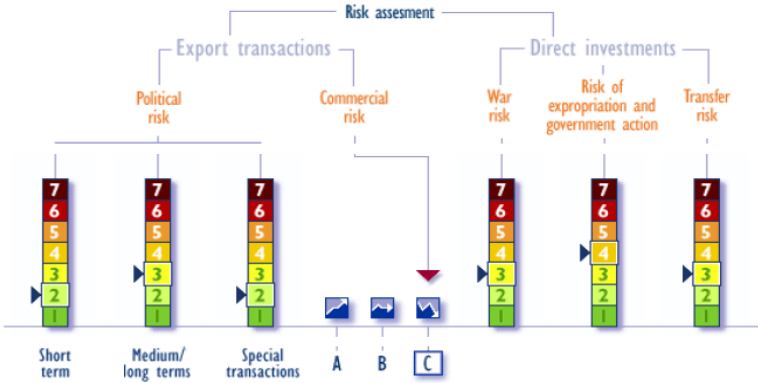 Risk assesment
Export transactions
Direct investments
Political
risk
Commercial
risk
War
risk
Risk of
expropriation and
government action
Transfer
risk
7 7 7 7 7 7
6 6 6 6 6 6
5 5 5 5 5 5
4 4 4 4 4 4
3 3 3 3 3 3
2 2 2 2 2 2
1 1 1 1 1 1
Short
term
Medium/
long terms
Special
transactions
A B C